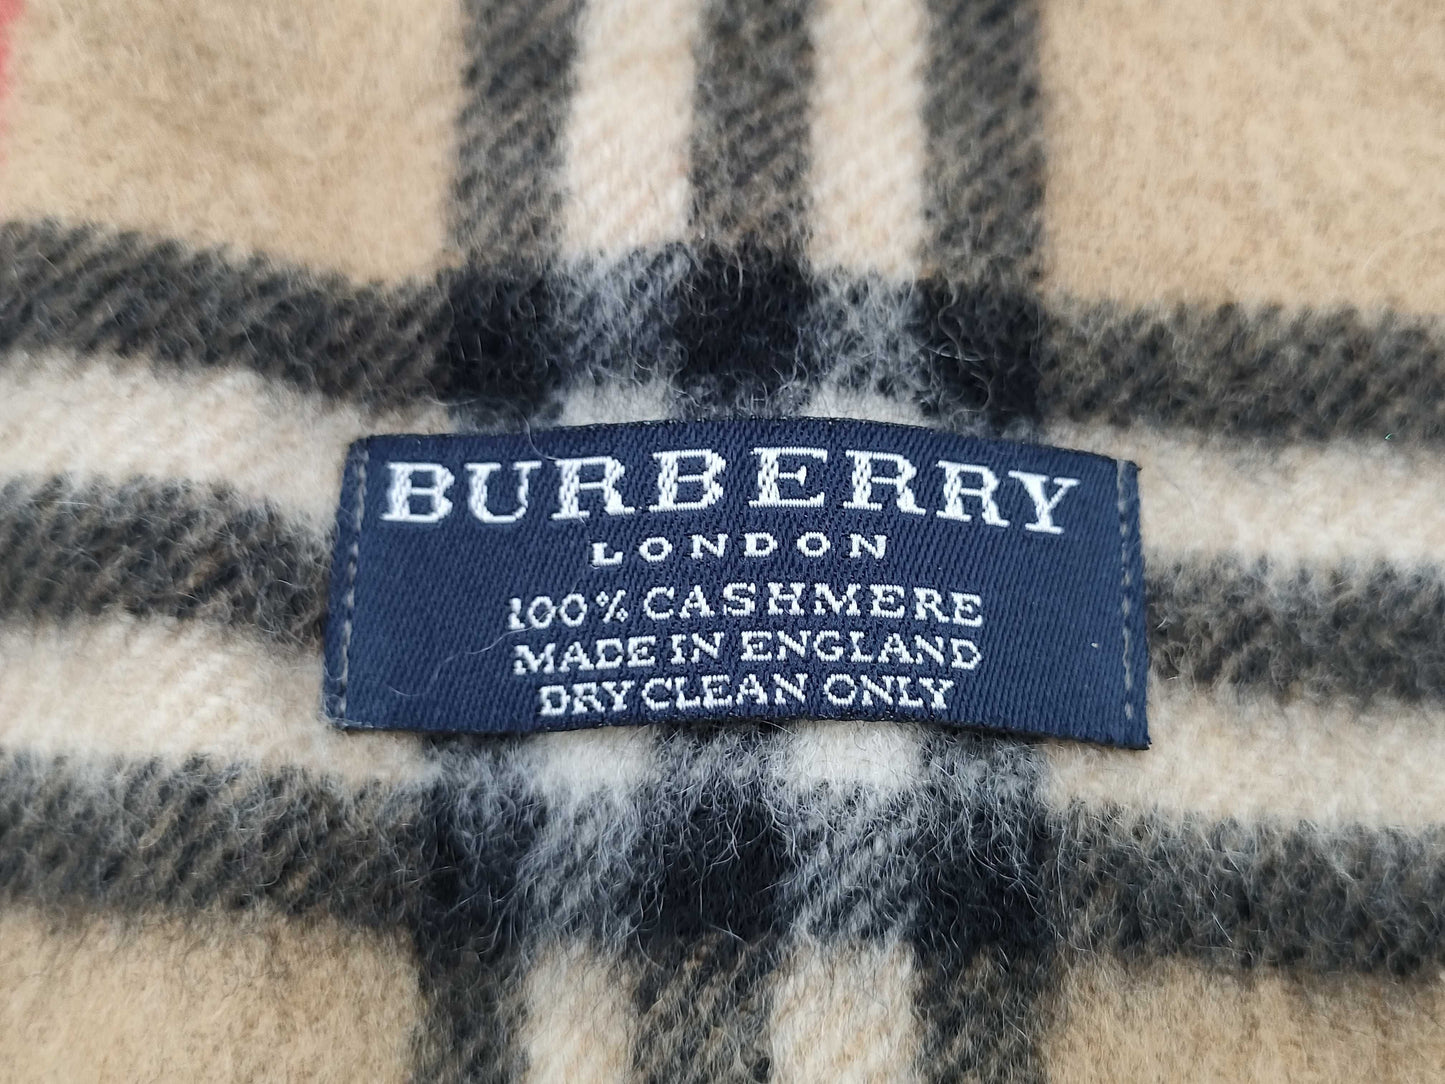 BURBERRY
LONDON
100% CASHMERE
MADE IN ENGLAND
DRY CLEAN ONLY